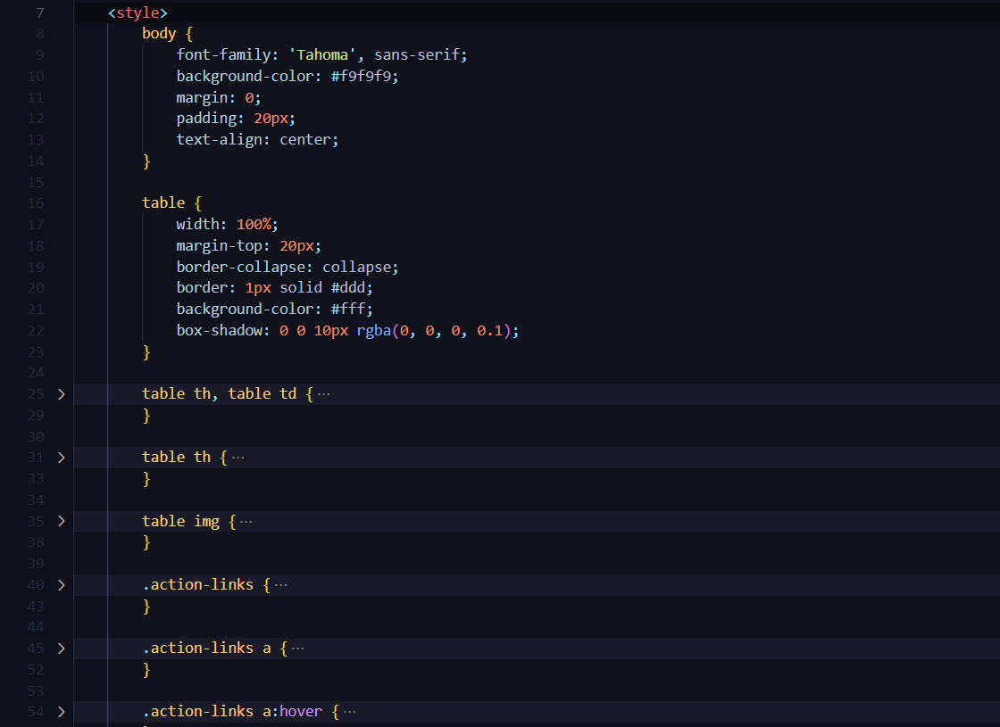 7 <style>
8 body {
9 font-family: 'Tahoma', sans-serif;
10 background-color: #f9f9f9;
11 margin: 0;
12 padding: 20px;
13 text-align: center;
14 }
15
16 table {
17 width: 100%;
18 margin-top: 20px;
19 border-collapse: collapse;
20 border: 1px solid #ddd;
21 background-color: #fff;
22 box-shadow: 0 0 10px rgba(0, 0, 0, 0.1);
23 }
24
25 > table th, table td { ···
29 }
30
31 > table th { ···
33 }
34
35 > table img { ···
38 }
39
40 > .action-links { ···
43 }
44
45 > .action-links a { ···
52 }
53
54 > .action-links a:hover { ···